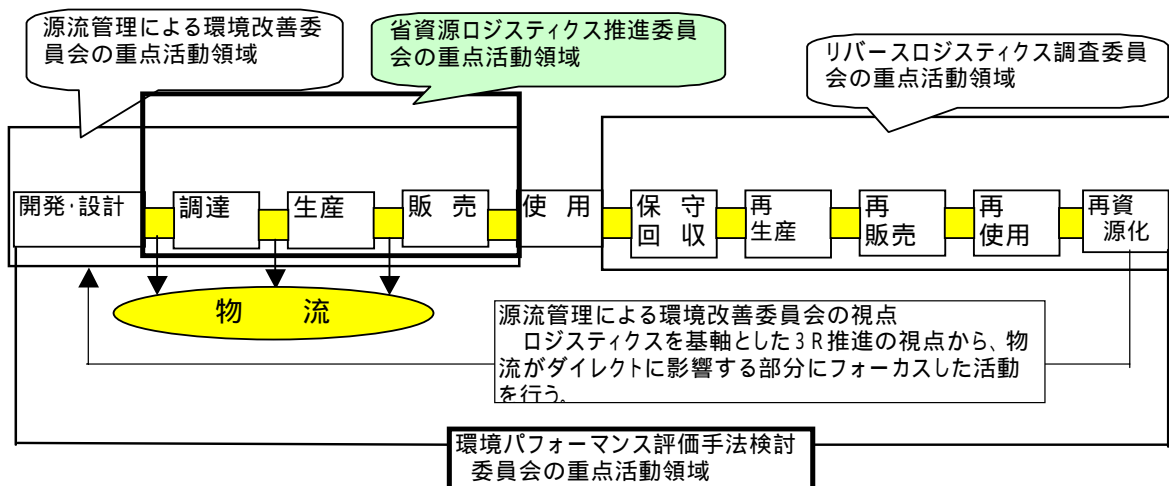 源流管理による環境改善委
員会の重点活動領域
省資源ロジスティクス推進委員
会の重点活動領域
リバースロジスティクス調査委員
会の重点活動領域
開発・設計
調達
生産
販 売
使 用
保 守
回 収
再
生産
再
販売
再
使用
再資
源化
物 流
源流管理による環境改善委員会の視点
ロジスティクスを基軸とした3R推進の視点から、物
流がダイレクトに影響する部分にフォーカスした活動
を行う。
環境パフォーマンス評価手法検討
委員会の重点活動領域